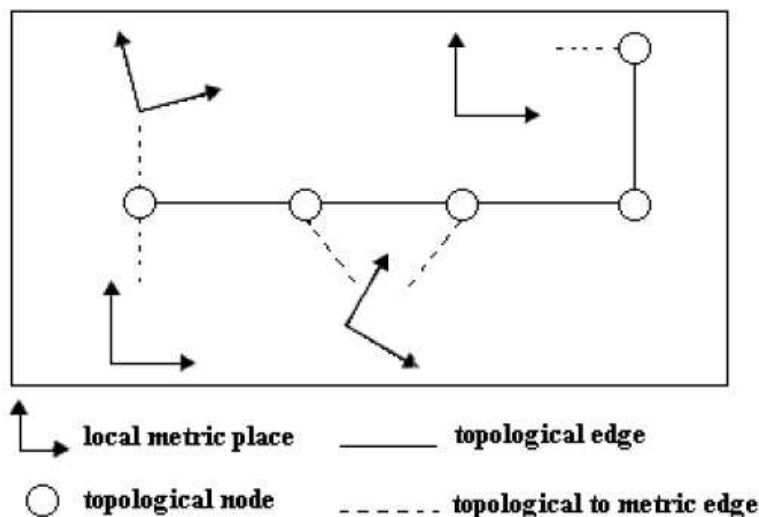 local metric place
topological edge
topological node
topological to metric edge